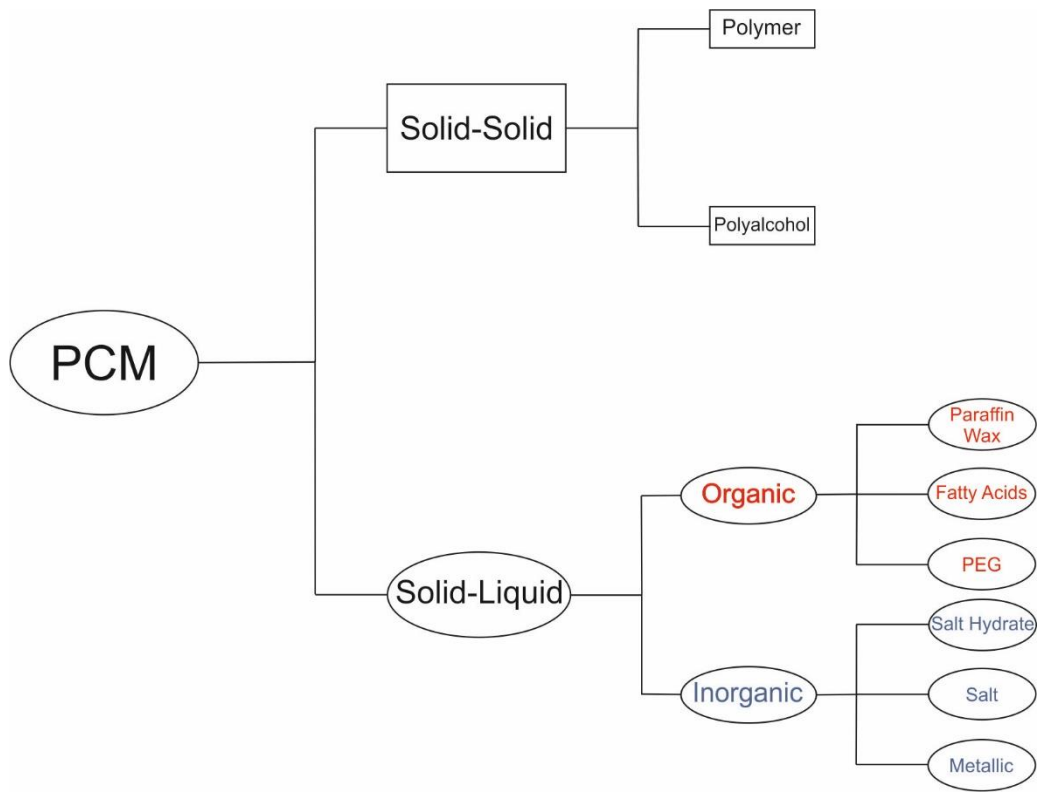 Polymer
Solid-Solid
Polyalcohol
PCM
Paraffin
Wax
Organic
Fatty Acids
PEG
Solid-Liquid
Salt Hydrate
Inorganic
Salt
Metallic